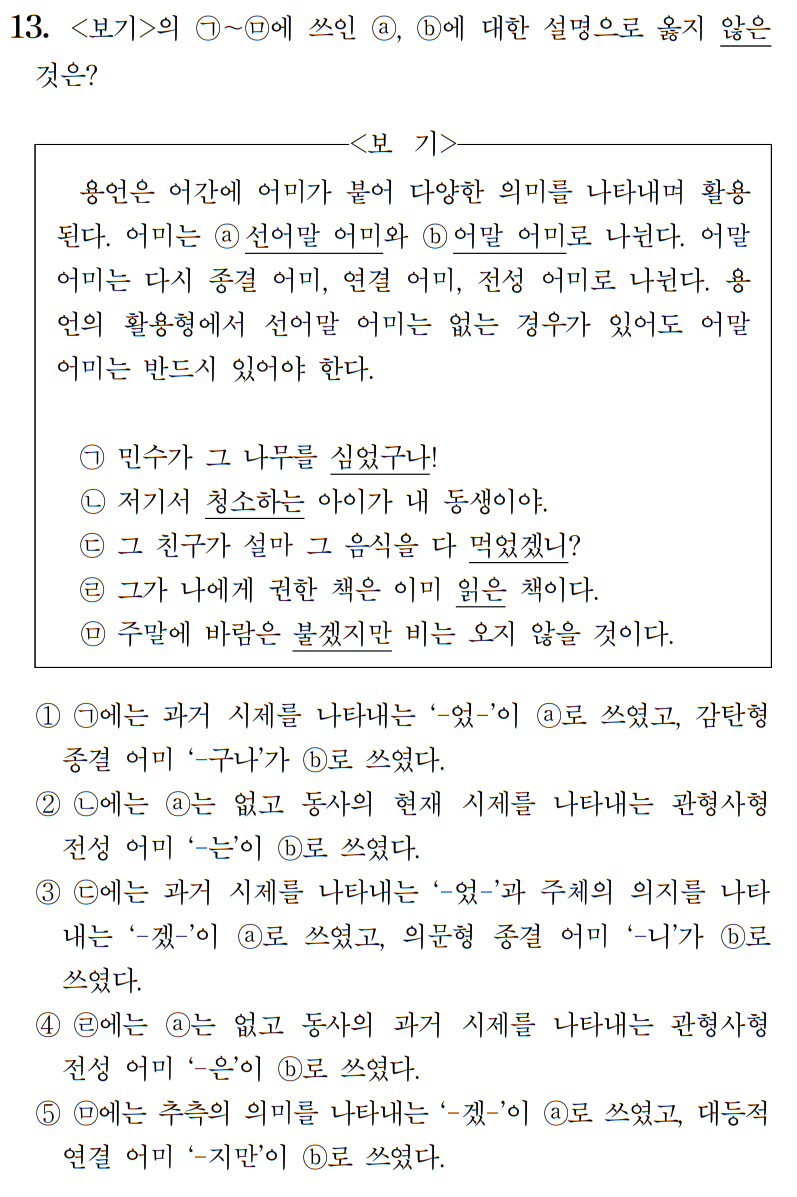 13. <보기>의 ㉠~㉤에 쓰인 ⓐ, ⓑ에 대한 설명으로 옳지 않은
것은?
<보 기>
용언은 어간에 어미가 붙어 다양한 의미를 나타내며 활용
된다. 어미는 ⓐ선어말 어미와 ⓑ어말 어미로 나뉜다. 어말
어미는 다시 종결 어미, 연결 어미, 전성 어미로 나뉜다. 용
언의 활용형에서 선어말 어미는 없는 경우가 있어도 어말
어미는 반드시 있어야 한다.
㉠ 민수가 그 나무를 심었구나!
㉡ 저기서 청소하는 아이가 내 동생이야.
㉢ 그 친구가 설마 그 음식을 다 먹었겠니?
㉣ 그가 나에게 권한 책은 이미 읽은 책이다.
㉤ 주말에 바람은 불겠지만 비는 오지 않을 것이다.
① ㉠에는 과거 시제를 나타내는 ‘-었-’이 ⓐ로 쓰였고, 감탄형
종결 어미 ‘-구나’가 ⓑ로 쓰였다.
② ㉡에는 ⓐ는 없고 동사의 현재 시제를 나타내는 관형사형
전성 어미 ‘-는’이 ⓑ로 쓰였다.
③ ㉢에는 과거 시제를 나타내는 ‘-었-’과 주체의 의지를 나타
내는 ‘-겠-’이 ⓐ로 쓰였고, 의문형 종결 어미 ‘-니’가 ⓑ로
쓰였다.
④ ㉣에는 ⓐ는 없고 동사의 과거 시제를 나타내는 관형사형
전성 어미 ‘-은’이 ⓑ로 쓰였다.
⑤ ㉤에는 추측의 의미를 나타내는 ‘-겠-’이 ⓐ로 쓰였고, 대등적
연결 어미 ‘-지만’이 ⓑ로 쓰였다.